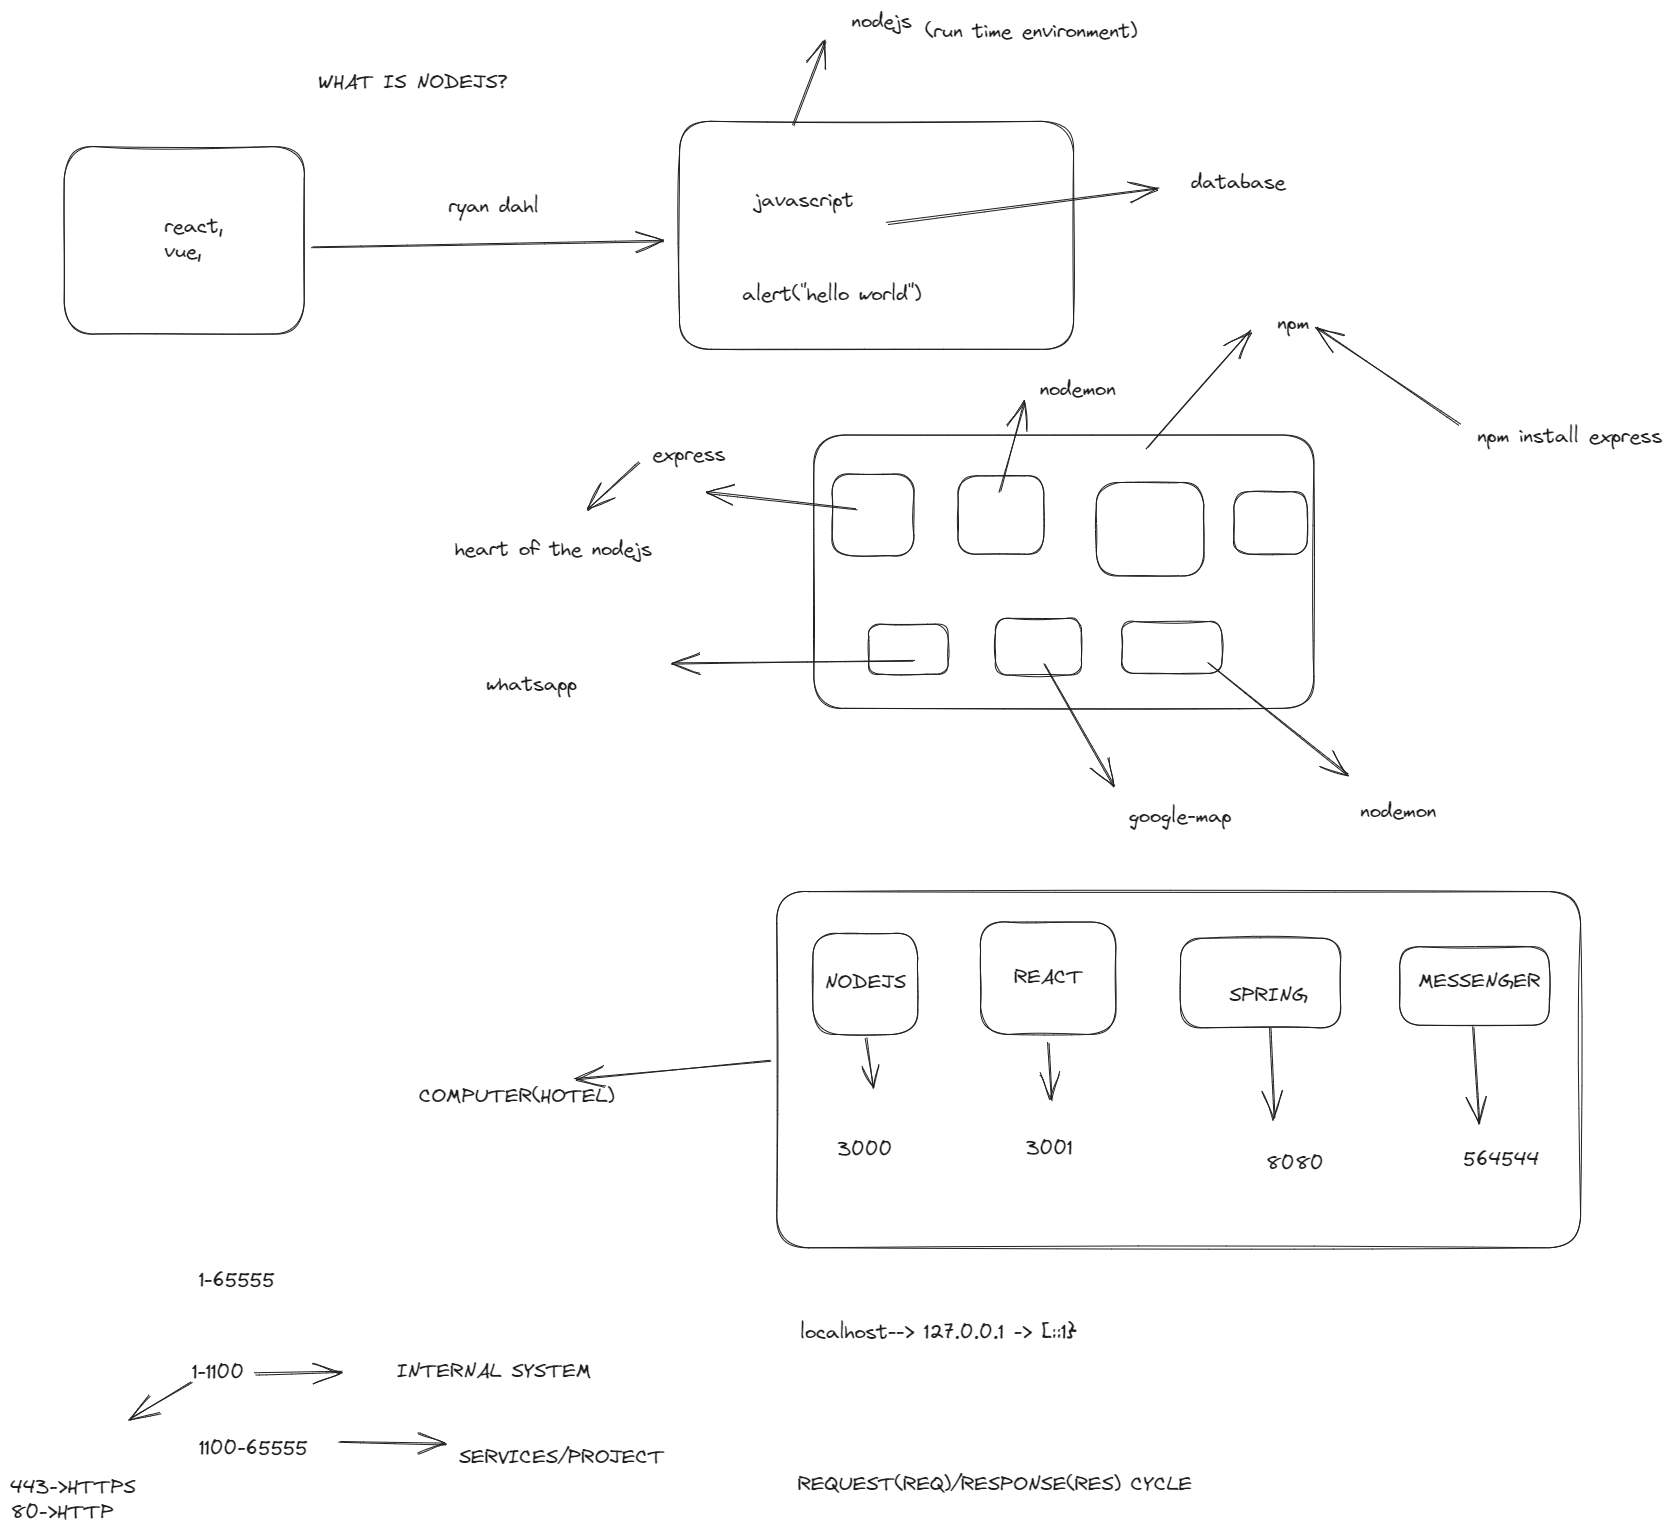 nodejs (run time environment)
WHAT IS NODEJS?
react,
vue,
ryan dahl
javascript
database
alert("hello world")
npm
npm install express
nodemon
express
heart of the nodejs
whatsapp
google-map
nodemon
NODEJS
REACT
SPRING
MESSENGER
COMPUTER(HOTEL)
3000
3001
8080
564544
1-65555
localhost--> 127.0.0.1 -> [::1}
1-1100
INTERNAL SYSTEM
1100-65555
SERVICES/PROJECT
443->HTTPS
80->HTTP
REQUEST(REQ)/RESPONSE(RES) CYCLE